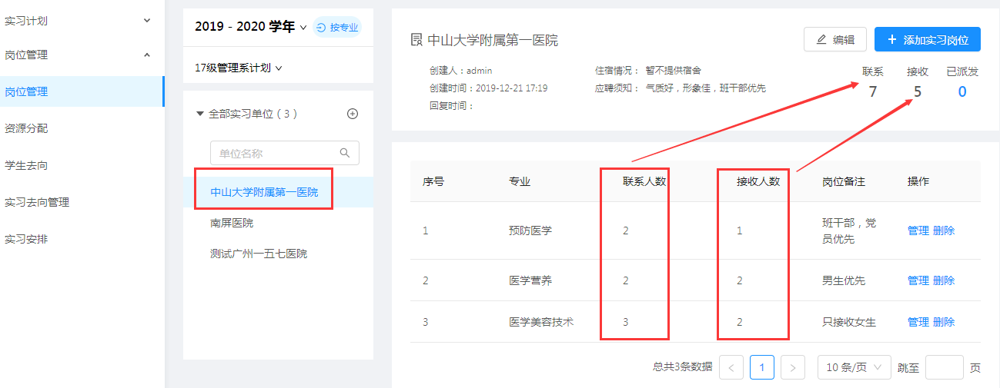 实习计划
岗位管理
岗位管理
资源分配
学生去向
实习去向管理
实习安排
2019 - 2020 学年
按专业
17级管理系计划
全部实习单位（3）
单位名称
中山大学附属第一医院
南屏医院
测试广州一五七医院
中山大学附属第一医院
编辑
添加实习岗位
创建人：admin
住宿情况： 暂不提供宿舍
创建时间：2019-12-21 17:19
应聘须知： 气质好，形象佳，班干部优先
回复时间：
联系 接收 已派发
7 5 0
序号 专业 联系人数 接收人数 岗位备注 操作
1 预防医学 2 1 班干部，党
员优先 管理 删除
2 医学营养 2 2 男生优先 管理 删除
3 医学美容技术 3 2 只接收女生 管理 删除
总共3条数据 < 1 > 10 条/页 跳至 页